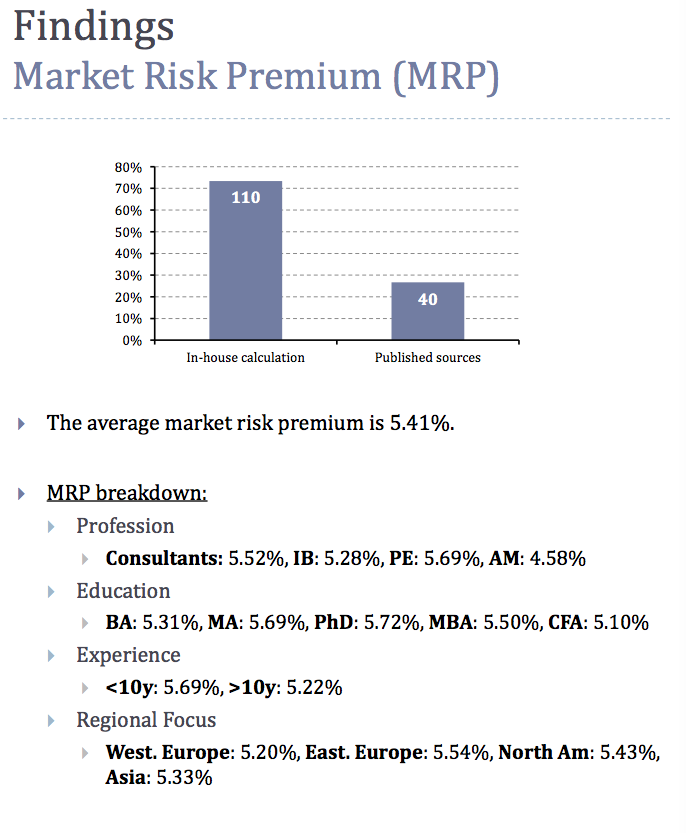 Findings
Market Risk Premium (MRP)
80%
70%
60%
50%
40%
30%
20%
10%
0%
110
40
In-house calculation
Published sources
The average market risk premium is 5.41%.
MRP breakdown:
Profession
Consultants: 5.52%, IB: 5.28%, PE: 5.69%, AM: 4.58%
Education
BA: 5.31%, MA: 5.69%, PhD: 5.72%, MBA: 5.50%, CFA: 5.10%
Experience
<10y: 5.69%, >10y: 5.22%
Regional Focus
West. Europe: 5.20%, East. Europe: 5.54%, North Am: 5.43%,
Asia: 5.33%